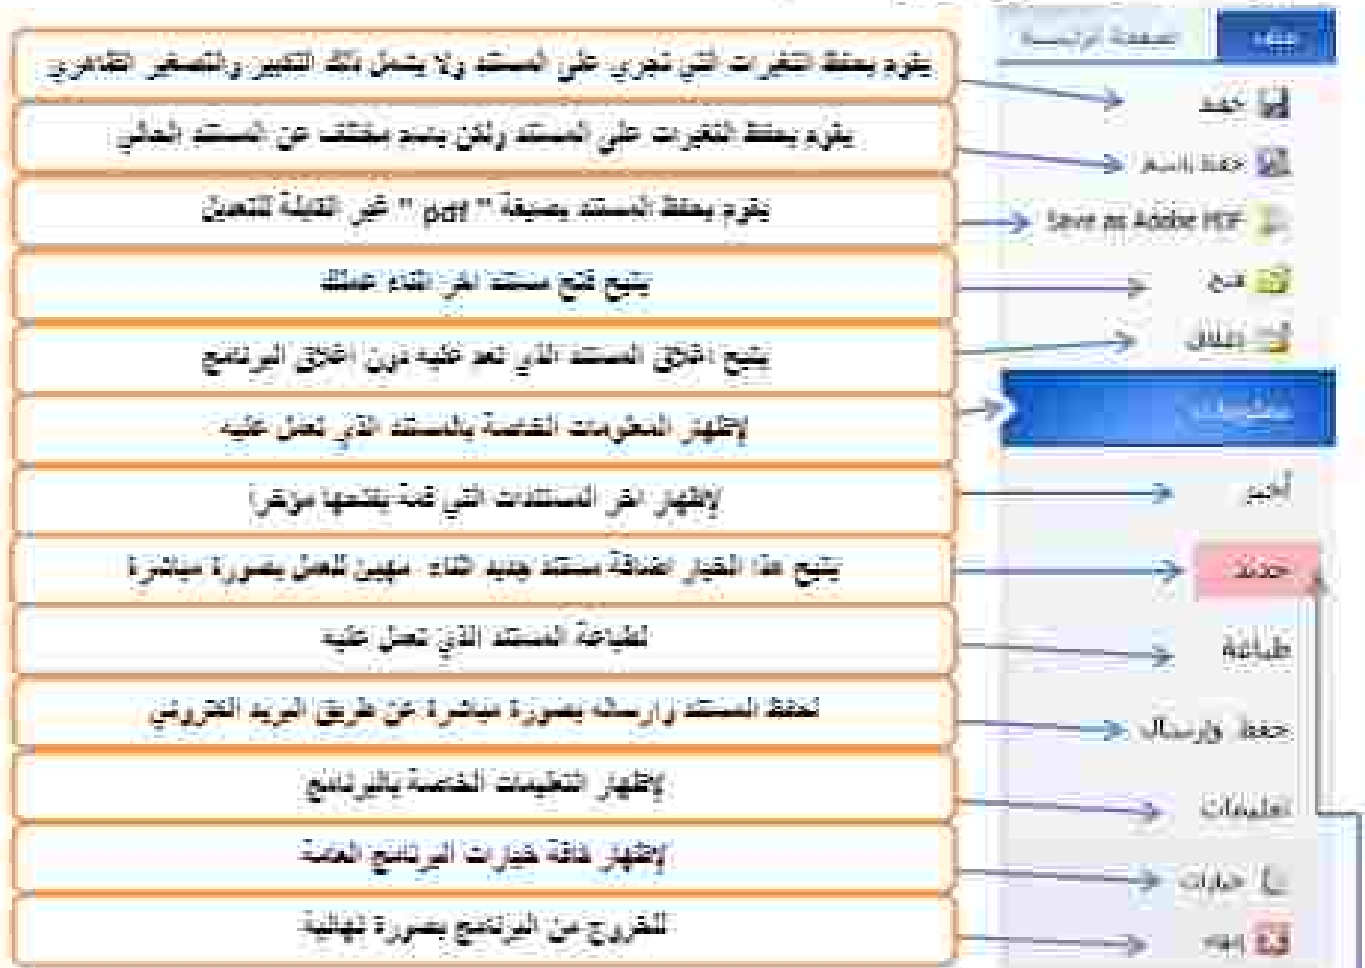 ملف
الصفحة الرئيسية
يقوم بحفظ التغيرات التي تجري على المستند ولا يشمل ذلك التكبير والتصغير الظاهري
حفظ
يقوم بحفظ التغيرات على المستند ولكن باسم مختلف عن المستند الحالي
حفظ باسم
يقوم بحفظ المستند بصيغة " pdf " غير القابلة للتعديل
Save as Adobe PDF
يتيح فتح مستند اخر اثناء عملك
فتح
يتيح اغلاق المستند الذي تعد عليه دون اغلاق البرنامج
إغلاق
لإظهار المعلومات الخاصة بالمستند الذي تعمل عليه
معلومات
لإظهار اخر المستندات التي قمة بفتحها مؤخرا
أخير
يتيح هذا الخيار اضافة مستند جديد اثناء مهين للعمل بصورة مباشرة
جديد
لطباعة المستند الذي تعمل عليه
طباعة
لحفظ المستند وارساله بصورة مباشرة عن طريق البريد الكتروني
حفظ وإرسال
لإظهار التعليمات الخاصة بالبرنامج
تعليمات
لإظهار كافة خيارات البرنامج العامة
خيارات
للخروج من البرنامج بصورة نهائية
إنهاء